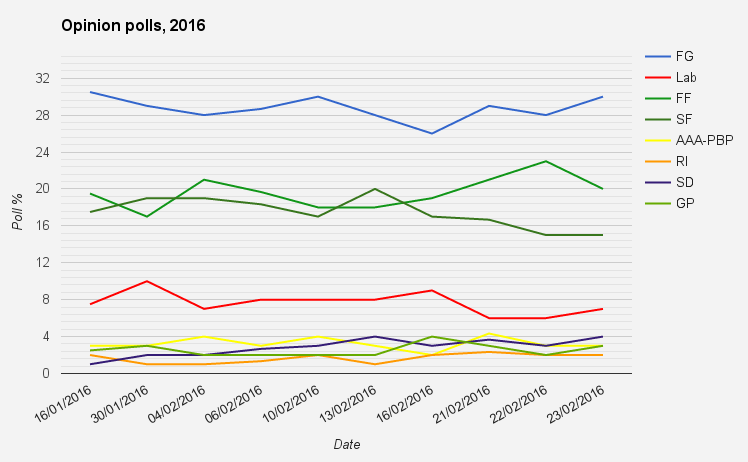 Opinion polls, 2016
FG
Lab
FF
SF
AAA-PBP
RI
SD
GP
Poll %
32
28
24
20
16
12
8
4
0
16/01/2016
30/01/2016
04/02/2016
06/02/2016
10/02/2016
13/02/2016
16/02/2016
21/02/2016
22/02/2016
23/02/2016
Date